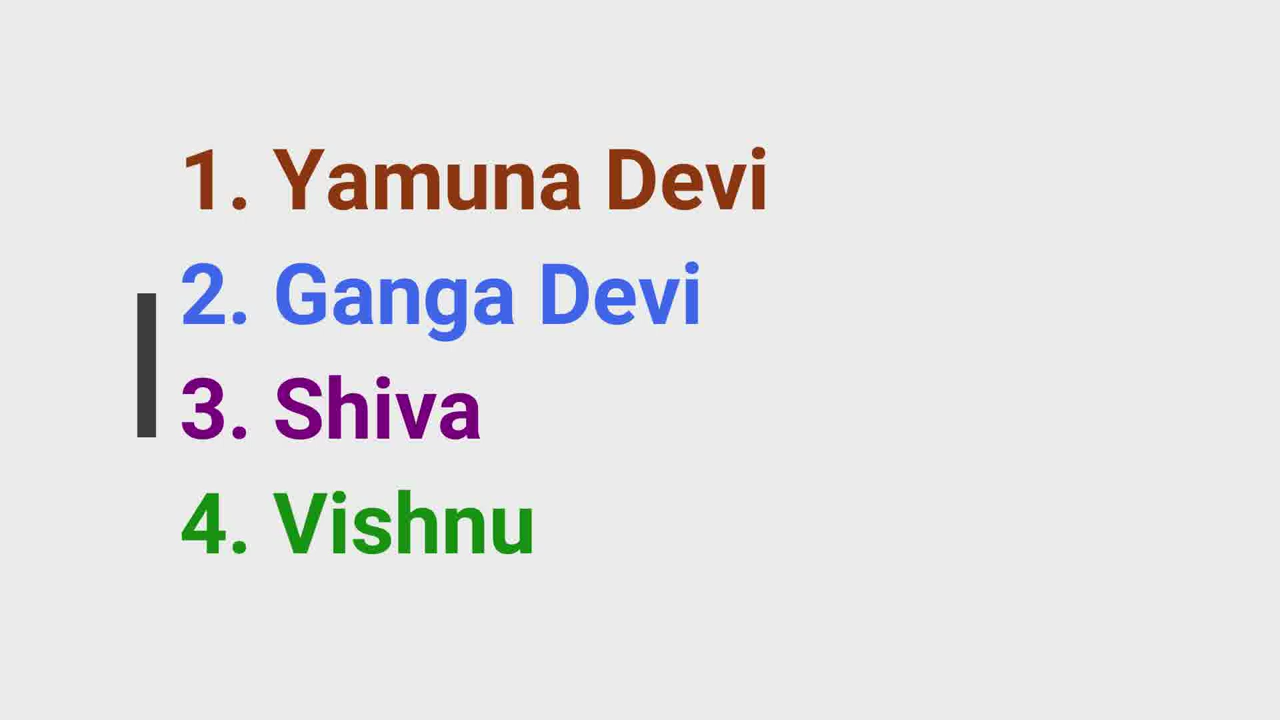 1. Yamuna Devi
2. Ganga Devi
3. Shiva
4. Vishnu